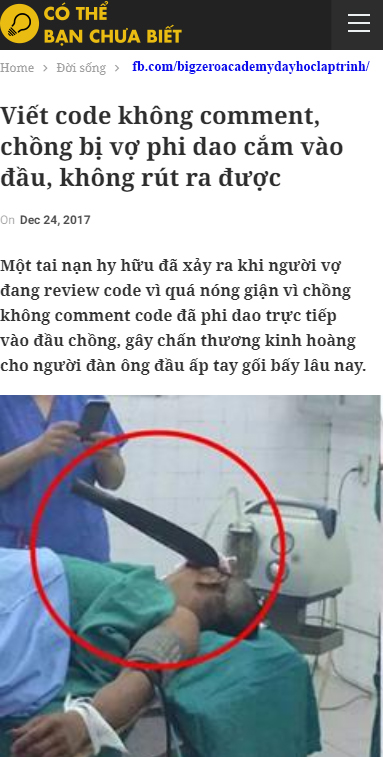 CÓ THỂ
BẠN CHƯA BIẾT
Home > Đời sống > fb.com/bigzeroacademydayhoclaptrinh/
Viết code không comment,
chồng bị vợ phi dao cắm vào
đầu, không rút ra được
On Dec 24, 2017
Một tai nạn hy hữu đã xảy ra khi người vợ
đang review code vì quá nóng giận vì chồng
không comment code đã phi dao trực tiếp
vào đầu chồng, gây chấn thương kinh hoàng
cho người đàn ông đầu ấp tay gối bấy lâu nay.